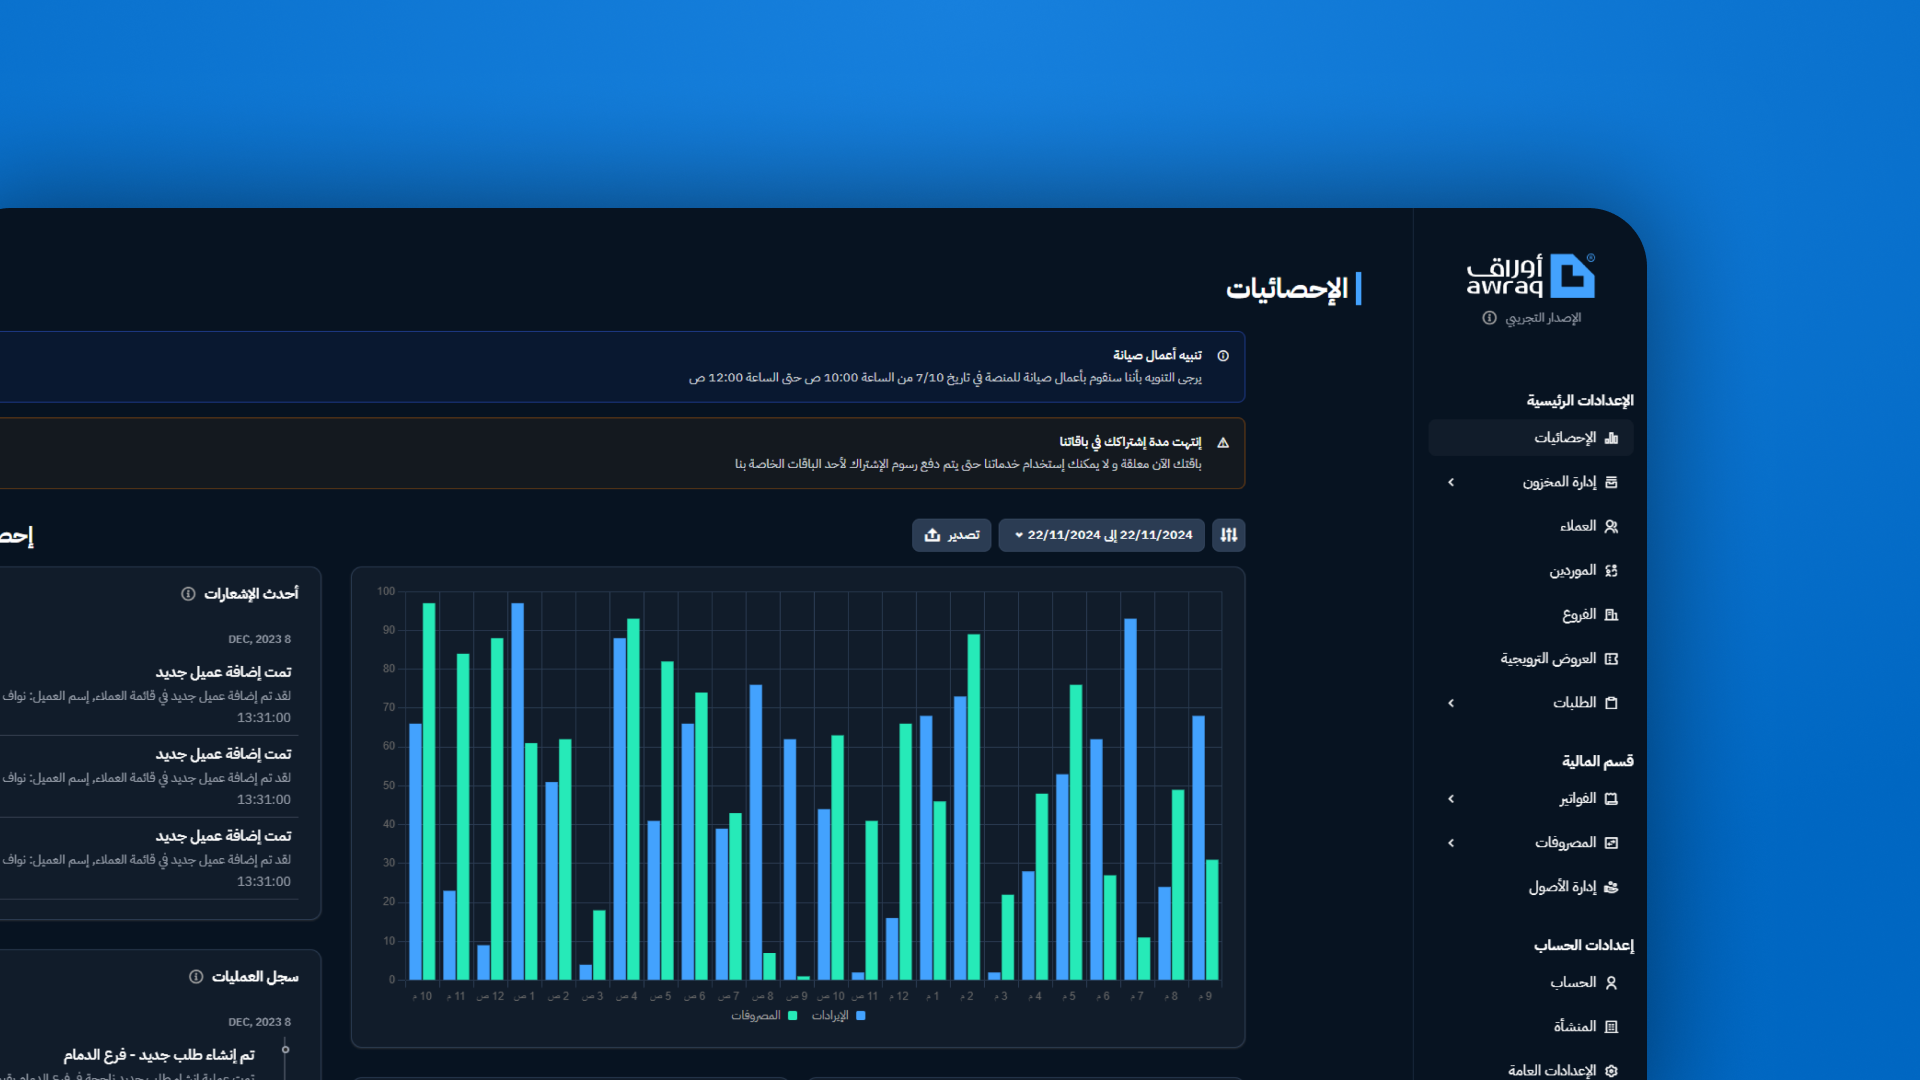 أوراق
awraq
®
الإصدار التجريبي
الإعدادات الرئيسية
الإحصائيات
إدارة المخزون
العملاء
الموردين
الفروع
العروض الترويجية
الطلبات
قسم المالية
الفواتير
المصروفات
إدارة الأصول
إعدادات الحساب
الحساب
المنشأة
الإعدادات العامة
الإحصائيات
تنبيه أعمال صيانة
يرجى التنويه بأننا سنقوم بأعمال صيانة للمنصة في تاريخ 7/10 من الساعة 10:00 ص حتى الساعة 12:00 ص
إنتهت مدة إشتراكك في باقاتنا
باقتك الآن معلقة و لا يمكنك إستخدام خدماتنا حتى يتم دفع رسوم الإشتراك لأحد الباقات الخاصة بنا
22/11/2024 إلى 22/11/2024
تصدير
100
90
80
70
60
50
40
30
20
10
0
10 م
11 م
12 ص
1 ص
2 ص
3 ص
4 ص
5 ص
6 ص
7 ص
8 ص
9 ص
10 ص
11 ص
12 م
1 م
2 م
3 م
4 م
5 م
6 م
7 م
8 م
9 م
الإيرادات
المصروفات
إحص
أحدث الإشعارات
8 DEC, 2023
تمت إضافة عميل جديد
لقد تم إضافة عميل جديد في قائمة العملاء, إسم العميل: نواف
13:31:00
تمت إضافة عميل جديد
لقد تم إضافة عميل جديد في قائمة العملاء, إسم العميل: نواف
13:31:00
تمت إضافة عميل جديد
لقد تم إضافة عميل جديد في قائمة العملاء, إسم العميل: نواف
13:31:00
سجل العمليات
8 DEC, 2023
تم إنشاء طلب جديد - فرع الدمام
تمت عملية إنشاء طلب جديد ناجحة في فرع الدمام